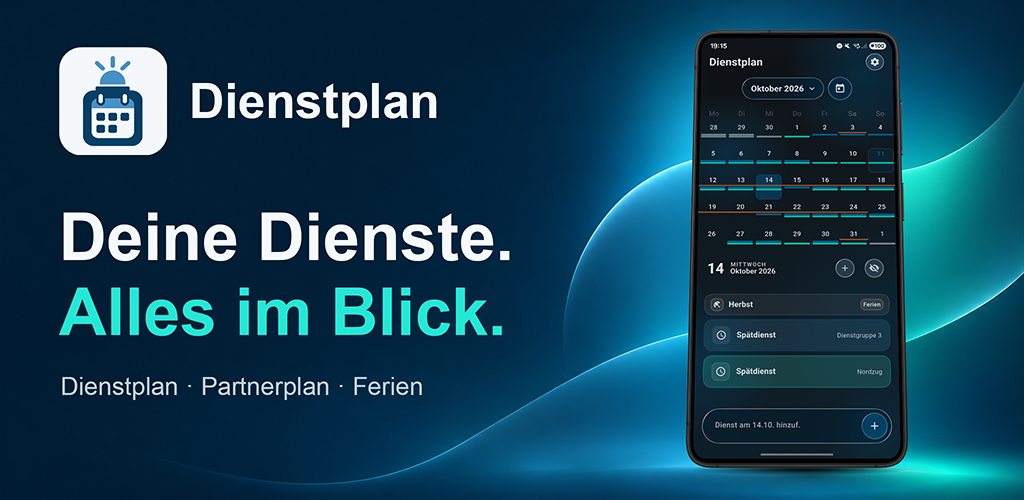 Dienstplan
Deine Dienste.
Alles im Blick.
Dienstplan · Partnerplan · Ferien
19:15
100
Dienstplan
Oktober 2026
Mo Di Mi Do Fr Sa So
28 29 30 1 2 3 4
5 6 7 8 9 10 11
12 13 14 15 16 17 18
19 20 21 22 23 24 25
26 27 28 29 30 31 1
14 MITTWOCH
Oktober 2026
Herbst Ferien
Spätdienst Dienstgruppe 3
Spätdienst Nordzug
Dienst am 14.10. hinzuf.